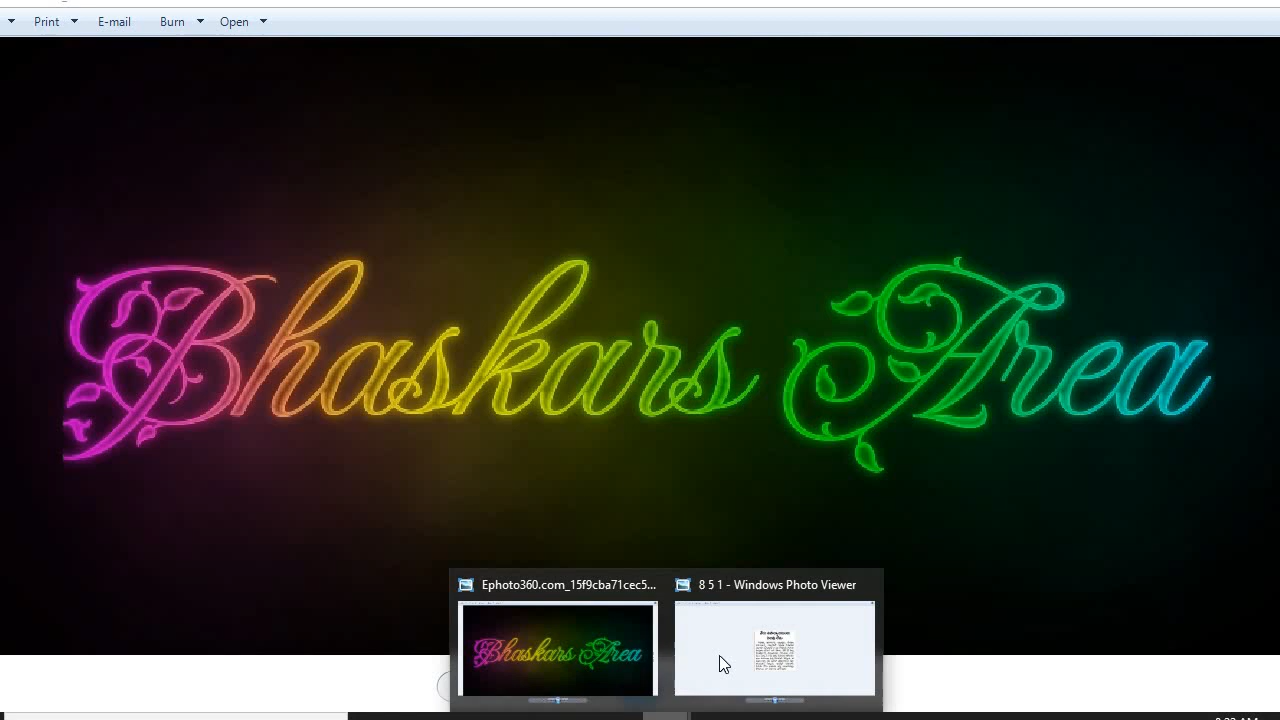 Print E-mail Burn Open
Bhaskars Area
Ephoto360.com_15f9cba71cec5... 8 5 1 - Windows Photo Viewer
Bhaskars Area